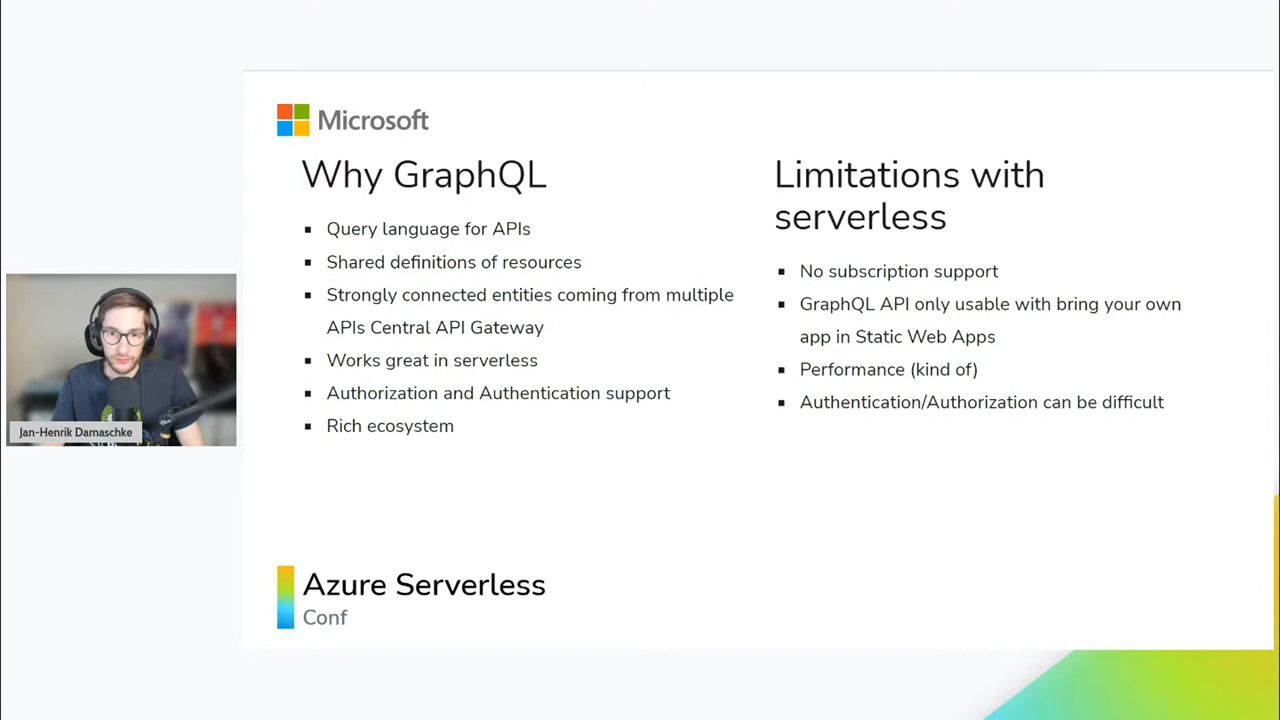 Microsoft
Why GraphQL
Query language for APIs
Shared definitions of resources
Strongly connected entities coming from multiple
APIs Central API Gateway
Works great in serverless
Authorization and Authentication support
Rich ecosystem
Limitations with
serverless
No subscription support
GraphQL API only usable with bring your own
app in Static Web Apps
Performance (kind of)
Authentication/Authorization can be difficult
Jan-Henrik Damaschke
Azure Serverless
Conf